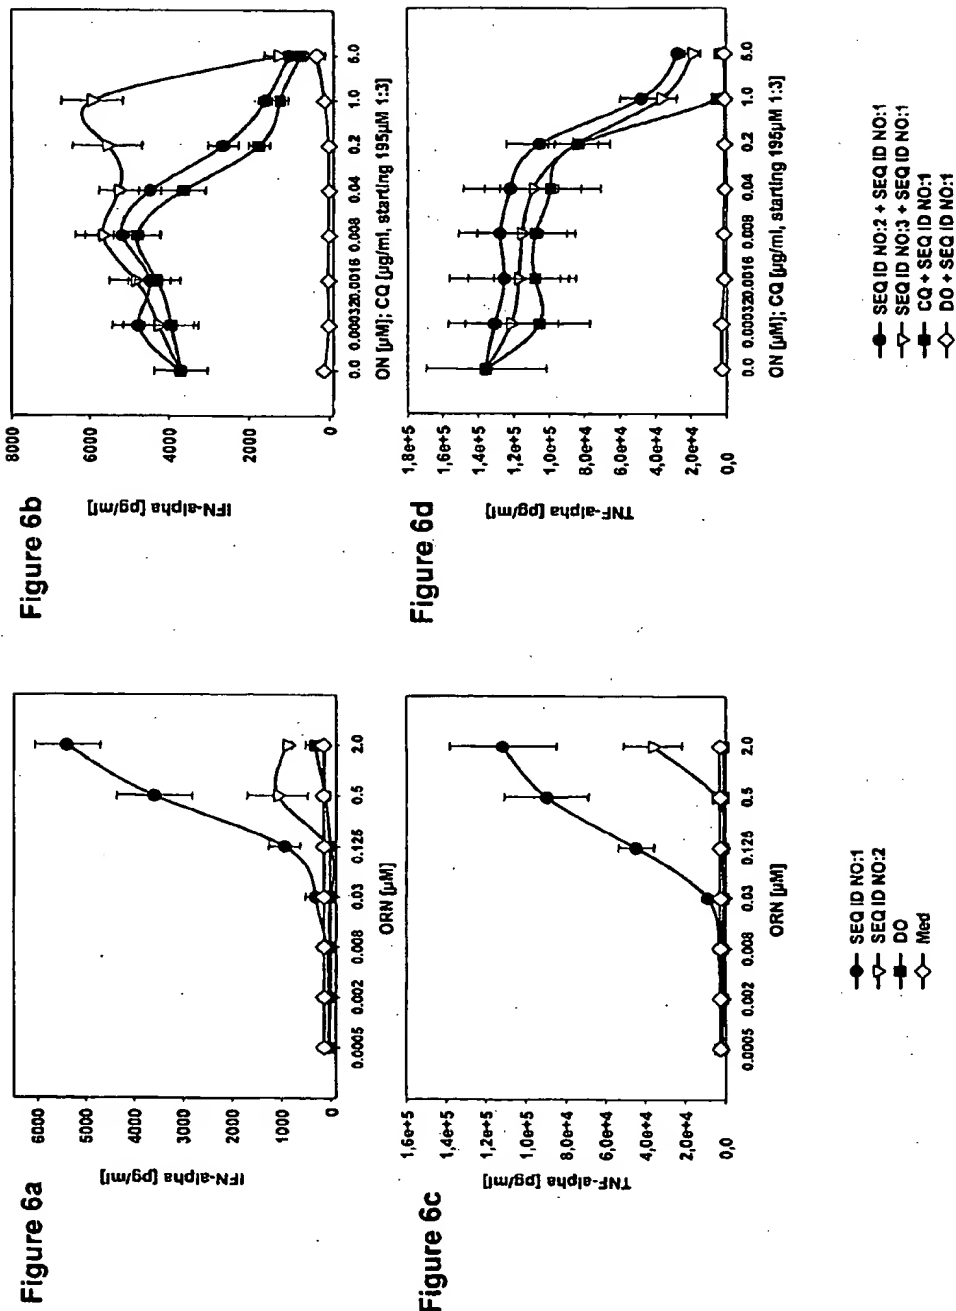 Figure 6a
IFN-alpha [pg/ml]
6000
5000
4000
3000
2000
1000
0
0.0005 0.002 0.008 0.03 0.125 0.5 2.0
ORN [µM]
Figure 6b
IFN-alpha [pg/ml]
8000
6000
4000
2000
0
0.0 0.000320.0016 0.008 0.04 0.2 1.0 5.0
ON [µM]; CQ [µg/ml, starting 195µM 1:3]
Figure 6c
TNF-alpha [pg/ml]
1,6e+5
1,4e+5
1,2e+5
1,0e+5
8,0e+4
6,0e+4
4,0e+4
2,0e+4
0,0
0.0005 0.002 0.008 0.03 0.125 0.5 2.0
ORN [µM]
Figure 6d
TNF-alpha [pg/ml]
1,8e+5
1,6e+5
1,4e+5
1,2e+5
1,0e+5
8,0e+4
6,0e+4
4,0e+4
2,0e+4
0,0
0.0 0.000320.0016 0.008 0.04 0.2 1.0 5.0
ON [µM]; CQ [µg/ml, starting 195µM 1:3]
SEQ ID NO:1
SEQ ID NO:2
DO
Med
SEQ ID NO:2 + SEQ ID NO:1
SEQ ID NO:3 + SEQ ID NO:1
CQ + SEQ ID NO:1
DO + SEQ ID NO:1